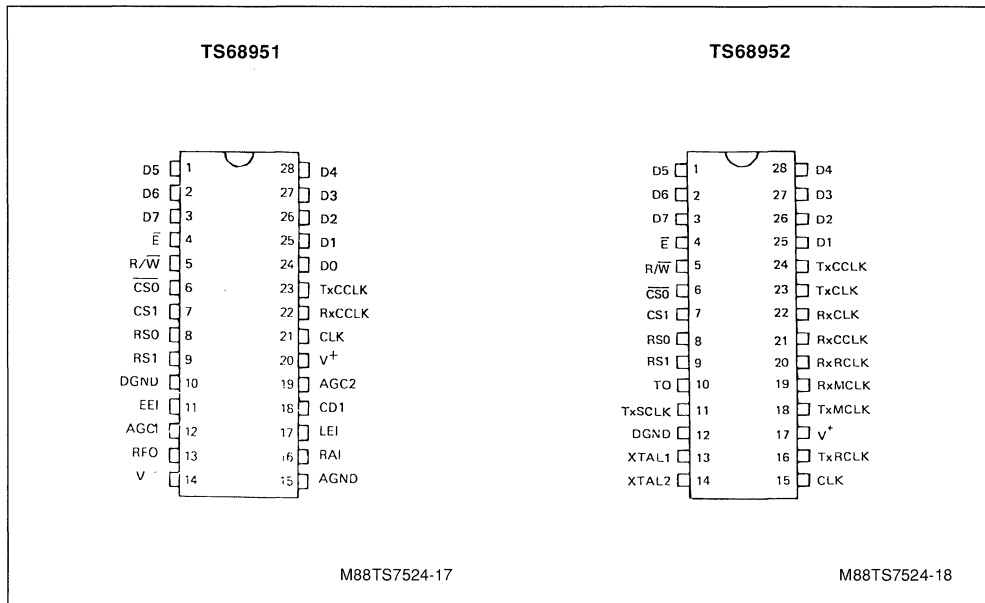 TS68951
D5 1 28 D4
D6 2 27 D3
D7 3 26 D2
E̅ 4 25 D1
R/W̅ 5 24 D0
C̅S̅0̅ 6 23 TxCCLK
CS1 7 22 RxCCLK
RS0 8 21 CLK
RS1 9 20 V+
DGND 10 19 AGC2
EEI 11 18 CD1
AGC1 12 17 LEI
RFO 13 16 RAI
V- 14 15 AGND
M88TS7524-17
TS68952
D5 1 28 D4
D6 2 27 D3
D7 3 26 D2
E̅ 4 25 D1
R/W̅ 5 24 TxCCLK
C̅S̅0̅ 6 23 TxCLK
CS1 7 22 RxCLK
RS0 8 21 RxCCLK
RS1 9 20 RxRCLK
TO 10 19 RxMCLK
TxSCLK 11 18 TxMCLK
DGND 12 17 V+
XTAL1 13 16 TxRCLK
XTAL2 14 15 CLK
M88TS7524-18